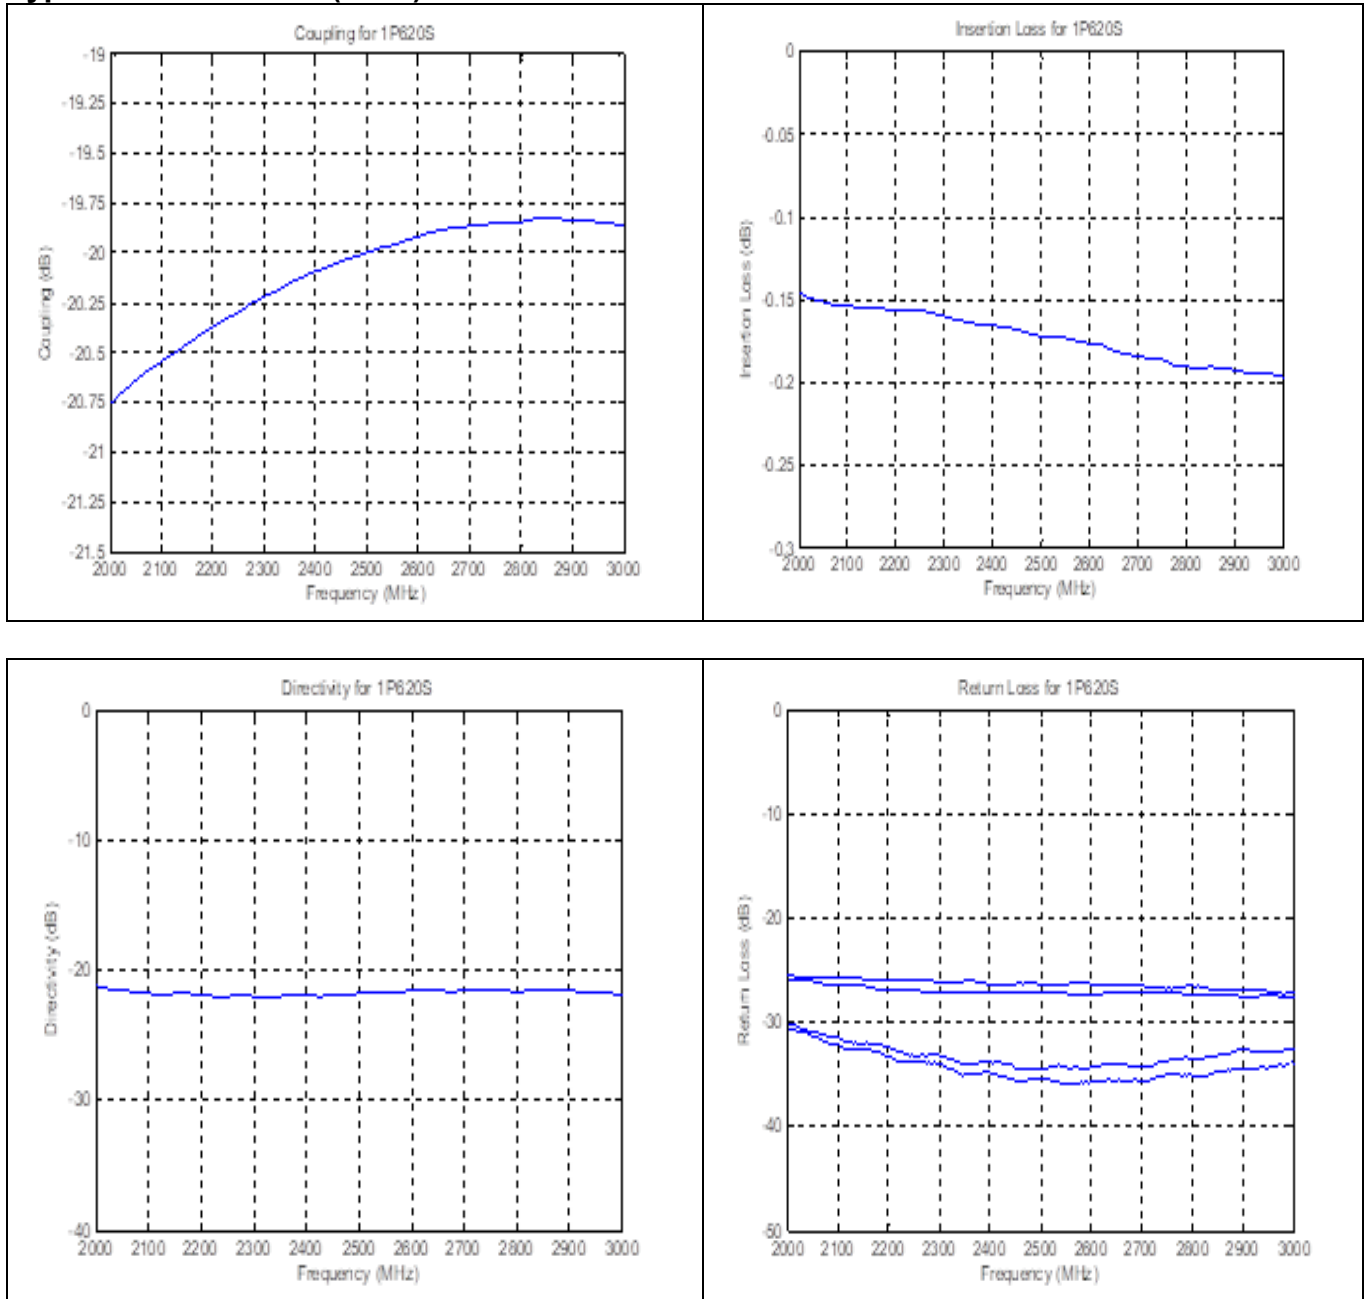 Coupling for 1P620S
-19
-19.25
-19.5
-19.75
-20
-20.25
-20.5
-20.75
-21
-21.25
-21.5
Coupling (dB)
2000 2100 2200 2300 2400 2500 2600 2700 2800 2900 3000
Frequency (MHz)
Insertion Loss for 1P620S
0
-0.05
-0.1
-0.15
-0.2
-0.25
-0.3
Insertion Loss (dB)
2000 2100 2200 2300 2400 2500 2600 2700 2800 2900 3000
Frequency (MHz)
Directivity for 1P620S
0
-10
-20
-30
-40
Directivity (dB)
2000 2100 2200 2300 2400 2500 2600 2700 2800 2900 3000
Frequency (MHz)
Return Loss for 1P620S
0
-10
-20
-30
-40
-50
Return Loss (dB)
2000 2100 2200 2300 2400 2500 2600 2700 2800 2900 3000
Frequency (MHz)